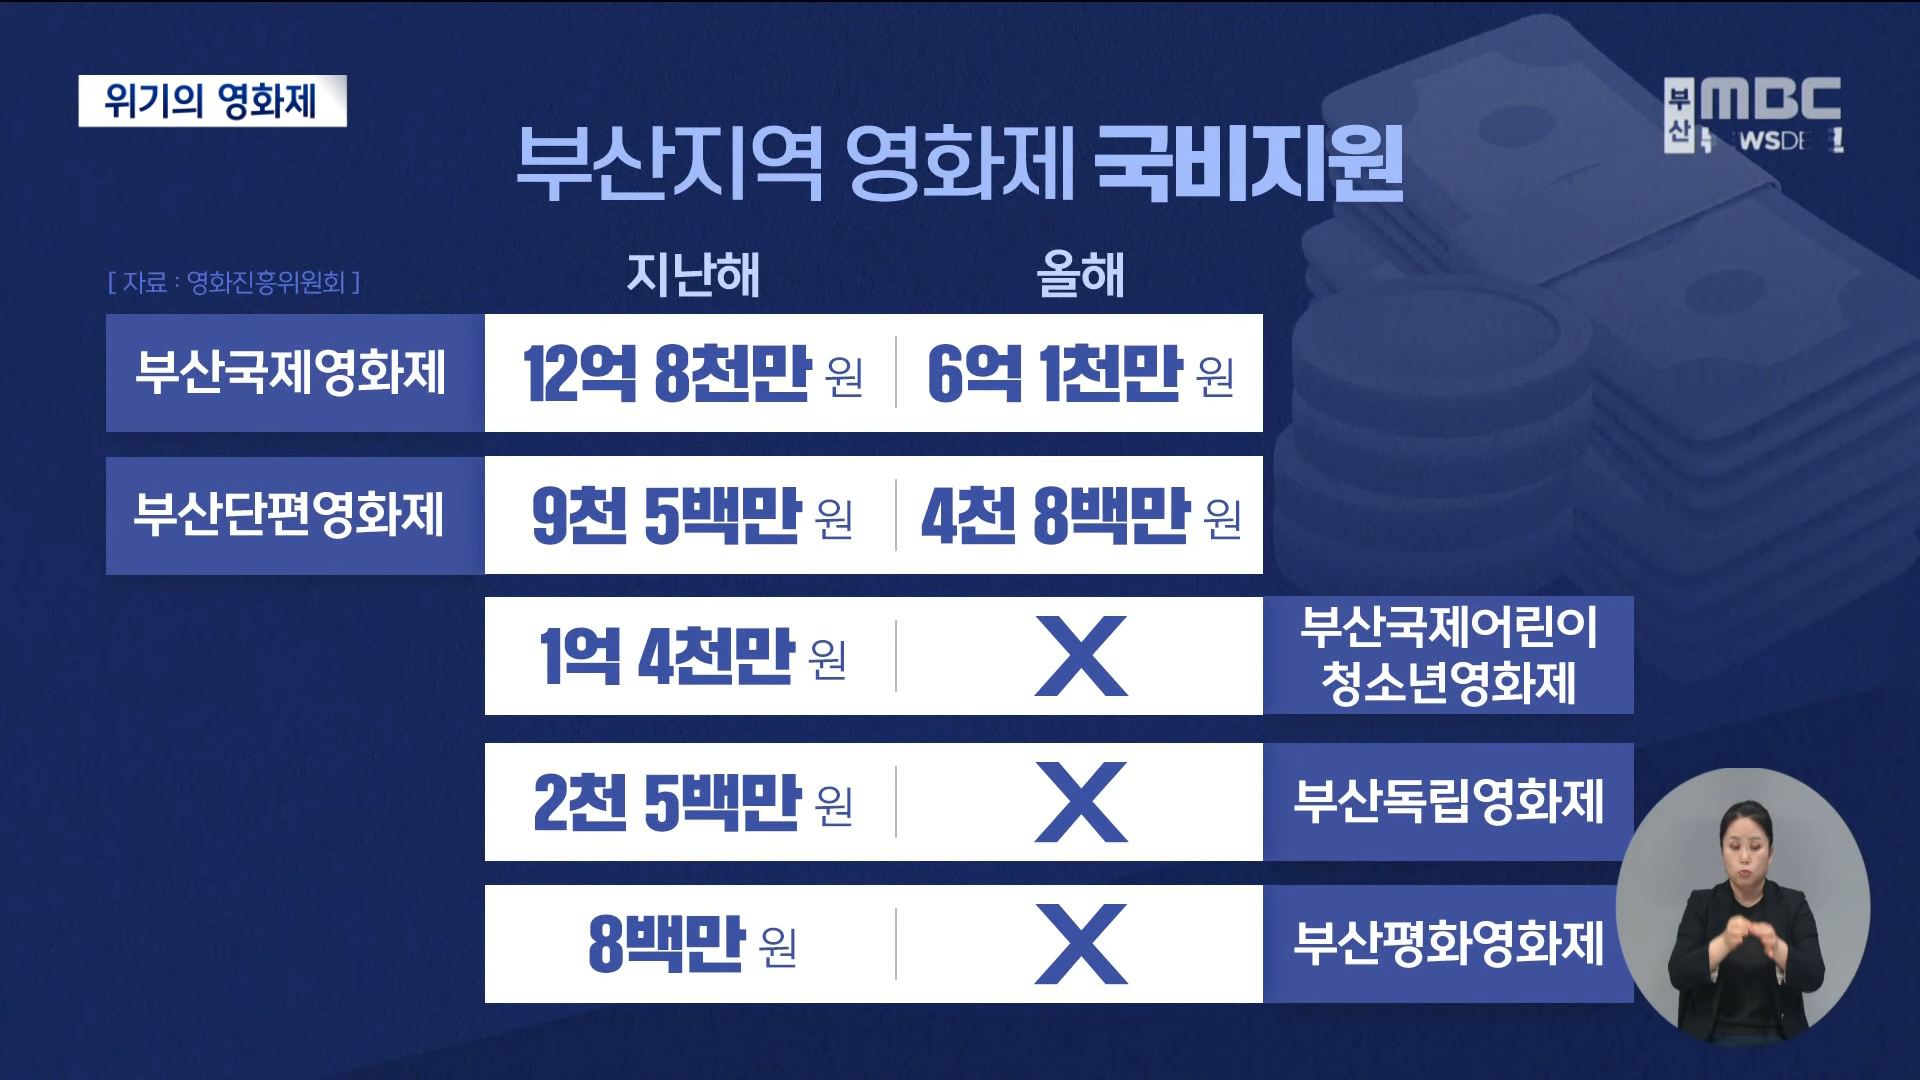 위기의 영화제
부산 MBC
부산지역 영화제 국비지원
[ 자료 : 영화진흥위원회 ]
지난해 올해
부산국제영화제 12억 8천만 원 6억 1천만 원
부산단편영화제 9천 5백만 원 4천 8백만 원
1억 4천만 원 X 부산국제어린이
청소년영화제
2천 5백만 원 X 부산독립영화제
8백만 원 X 부산평화영화제